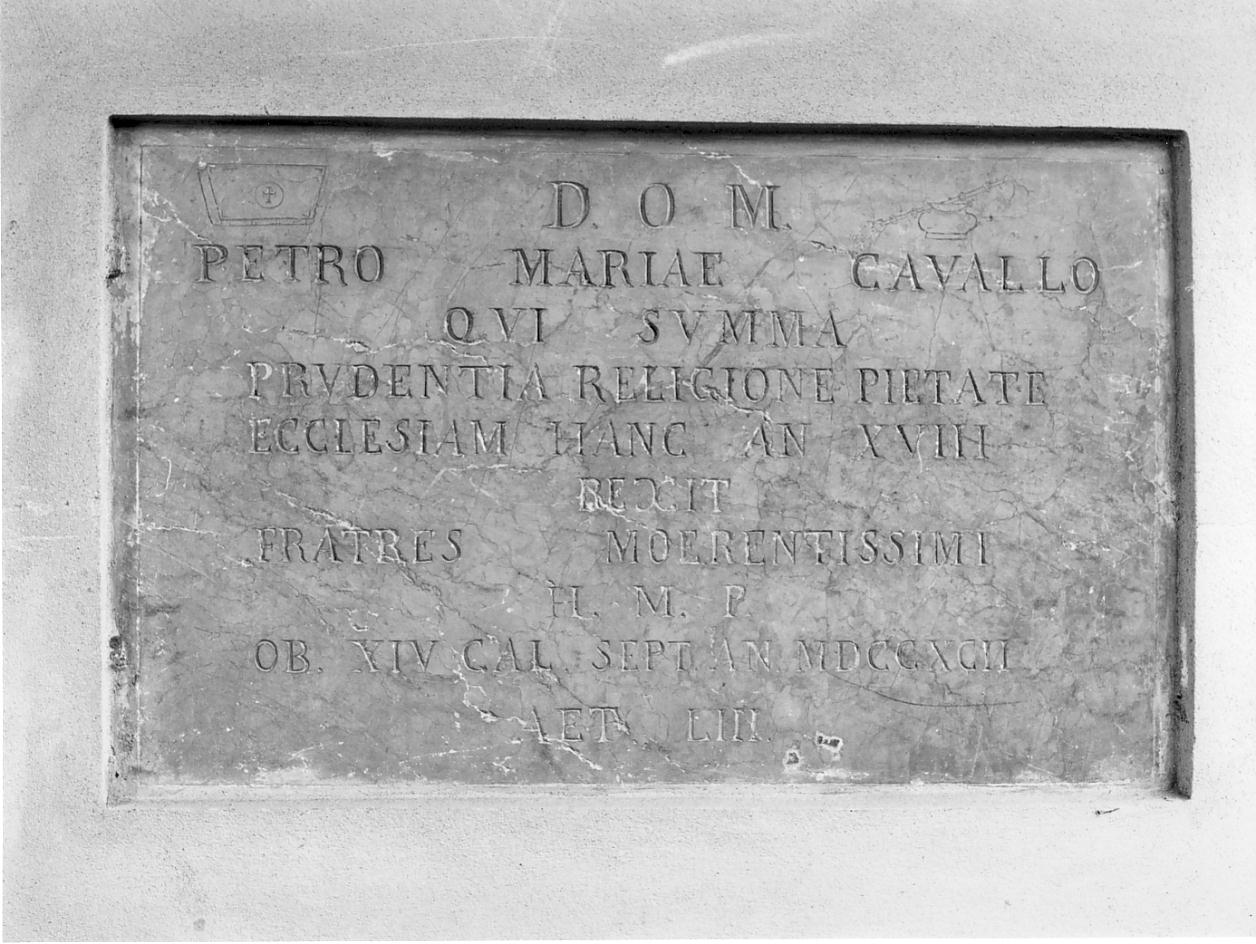 D. O M.
PETRO MARIAE CAVALLO
QVI SVMMA
PRVDENTIA RELIGIONE PIETATE
ECCLESIAM HANC AN XVIII
REXIT
FRATRES MOERENTISSIMI
H. M. P
OB. XIV CAL SEPT AN MDCCXCII
AET. LIII.